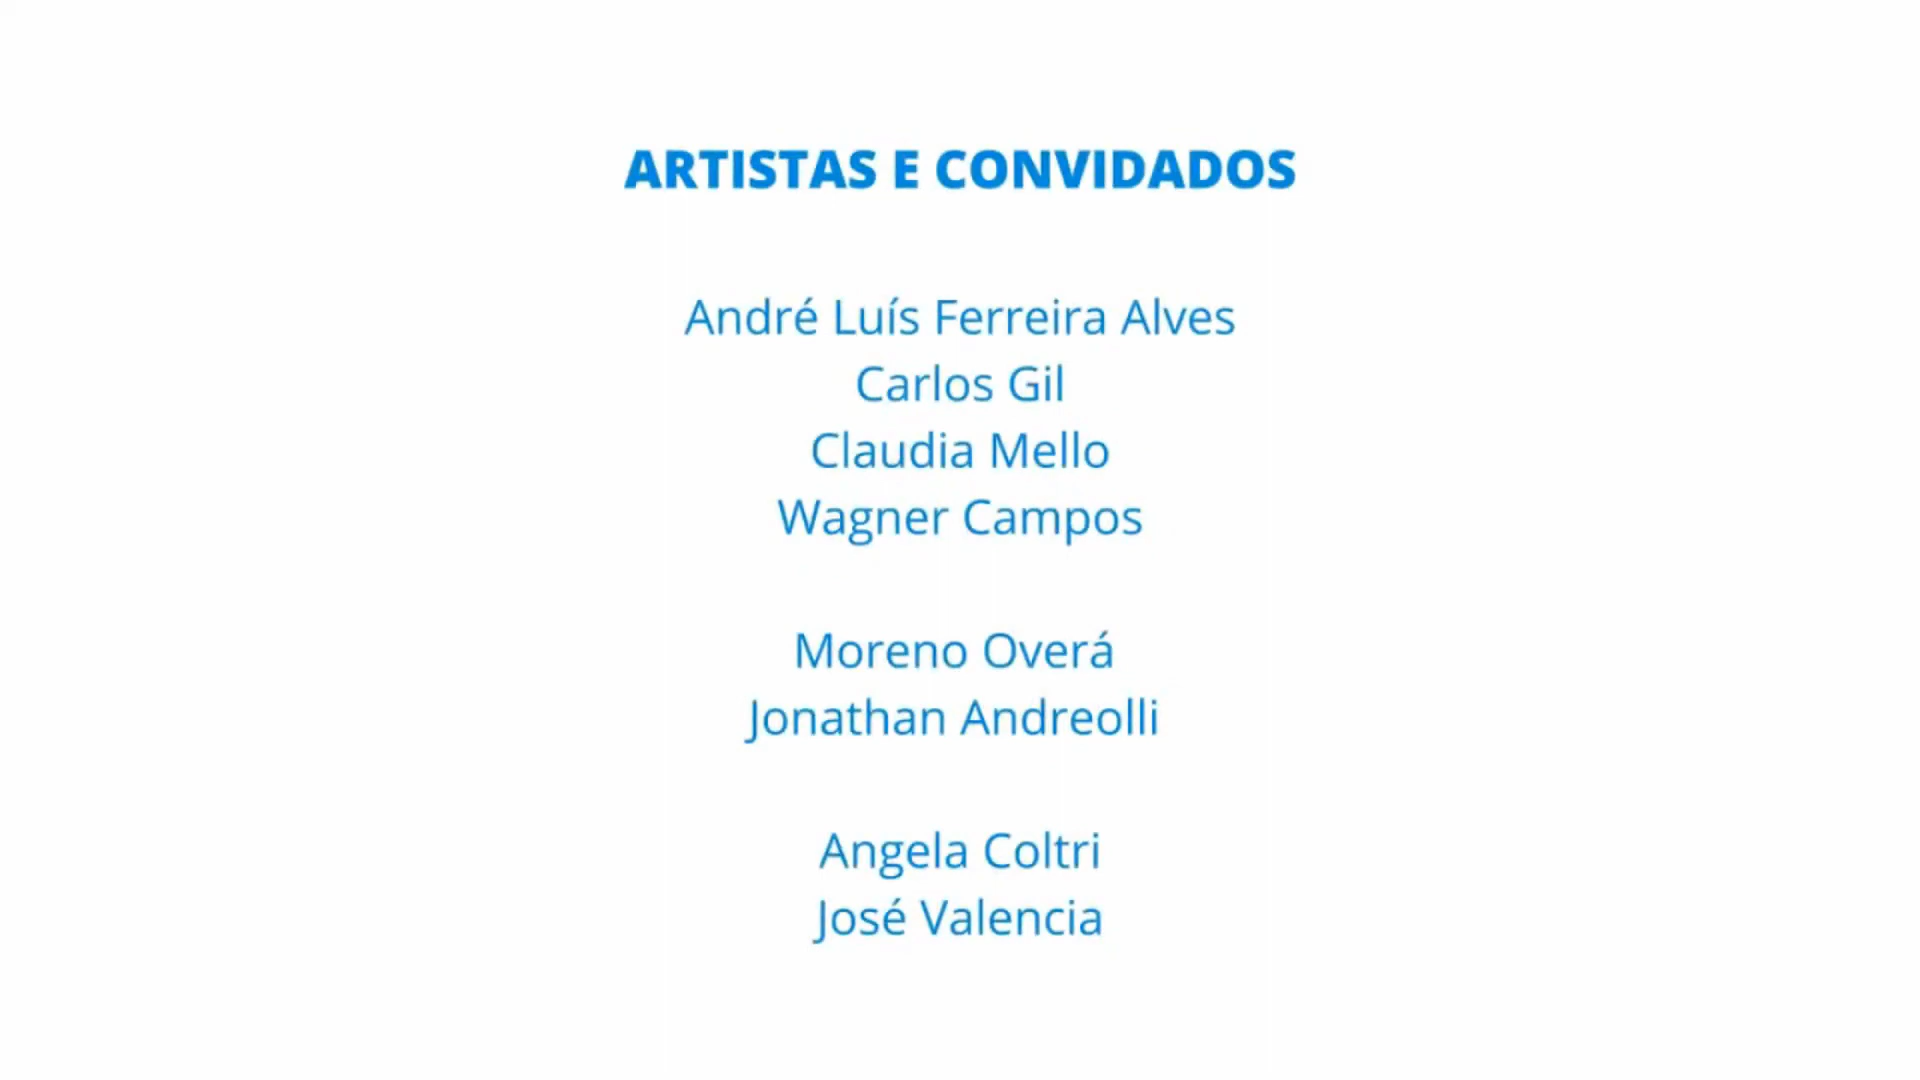 ARTISTAS E CONVIDADOS
André Luís Ferreira Alves
Carlos Gil
Claudia Mello
Wagner Campos
Moreno Overá
Jonathan Andreolli
Angela Coltri
José Valencia